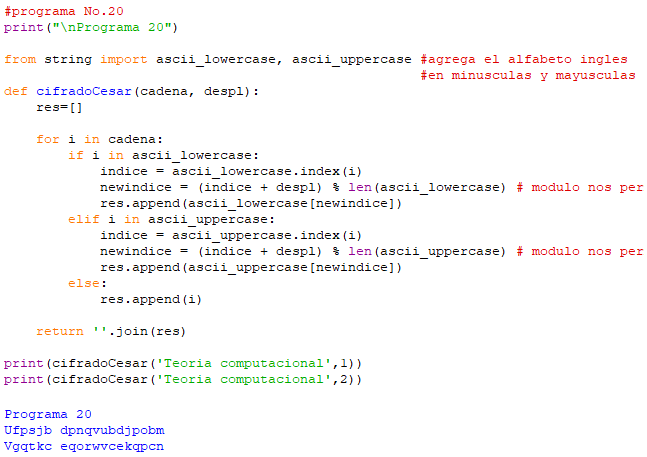 #programa No.20
print("\nPrograma 20")
from string import ascii_lowercase, ascii_uppercase #agrega el alfabeto ingles
#en minusculas y mayusculas
def cifradoCesar(cadena, despl):
res=[]
for i in cadena:
if i in ascii_lowercase:
indice = ascii_lowercase.index(i)
newindice = (indice + despl) % len(ascii_lowercase) # modulo nos per
res.append(ascii_lowercase[newindice])
elif i in ascii_uppercase:
indice = ascii_uppercase.index(i)
newindice = (indice + despl) % len(ascii_uppercase) # modulo nos per
res.append(ascii_uppercase[newindice])
else:
res.append(i)
return ''.join(res)
print(cifradoCesar('Teoria computacional',1))
print(cifradoCesar('Teoria computacional',2))
Programa 20
Ufpsjb dpnqvubdjpobm
Vgqtkc eqorwvcekqpcn